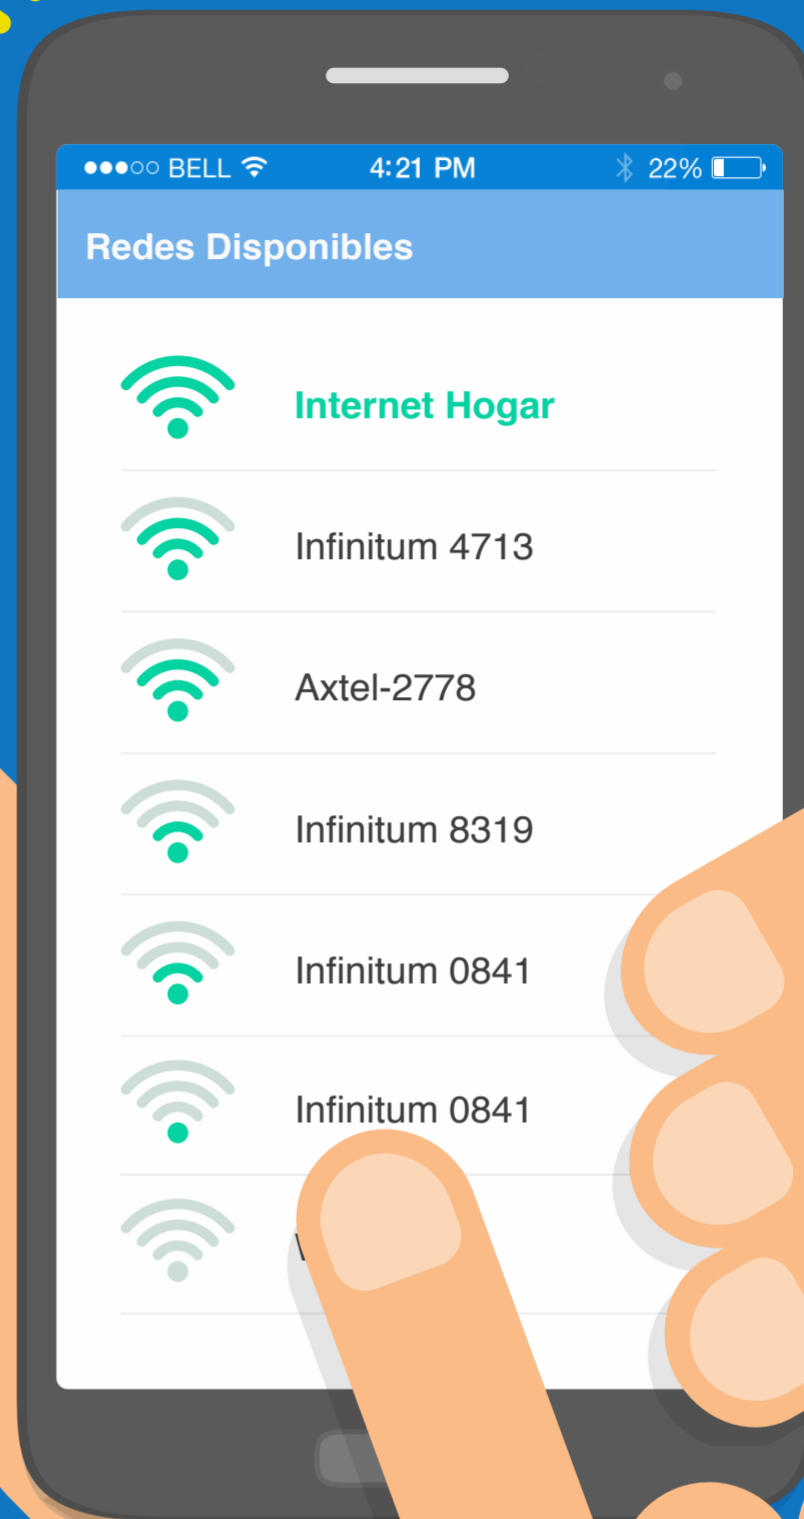 BELL 4:21 PM 22%
Redes Disponibles
Internet Hogar
Infinitum 4713
Axtel-2778
Infinitum 8319
Infinitum 0841
Infinitum 0841